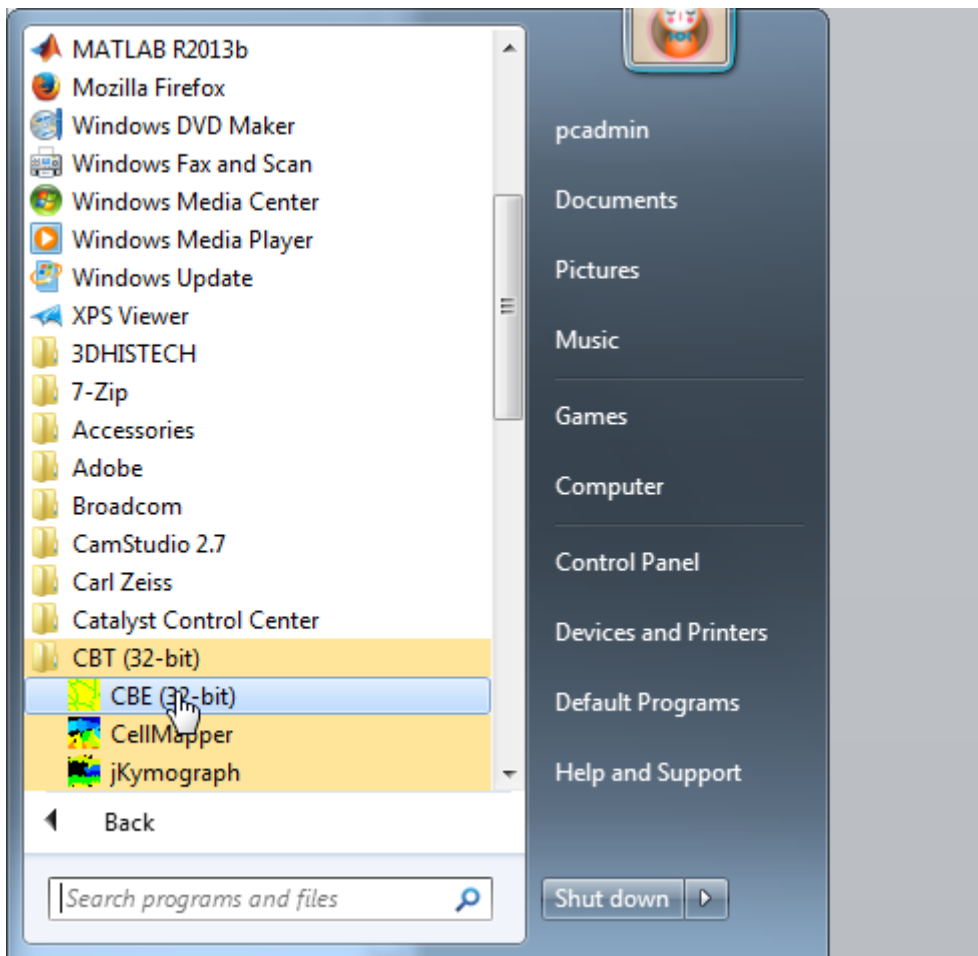 MATLAB R2013b
Mozilla Firefox
Windows DVD Maker
Windows Fax and Scan
Windows Media Center
Windows Media Player
Windows Update
XPS Viewer
3DHISTECH
7-Zip
Accessories
Adobe
Broadcom
CamStudio 2.7
Carl Zeiss
Catalyst Control Center
CBT (32-bit)
CBE (32-bit)
CellMapper
jKymograph
Back
Search programs and files
pcadmin
Documents
Pictures
Music
Games
Computer
Control Panel
Devices and Printers
Default Programs
Help and Support
Shut down